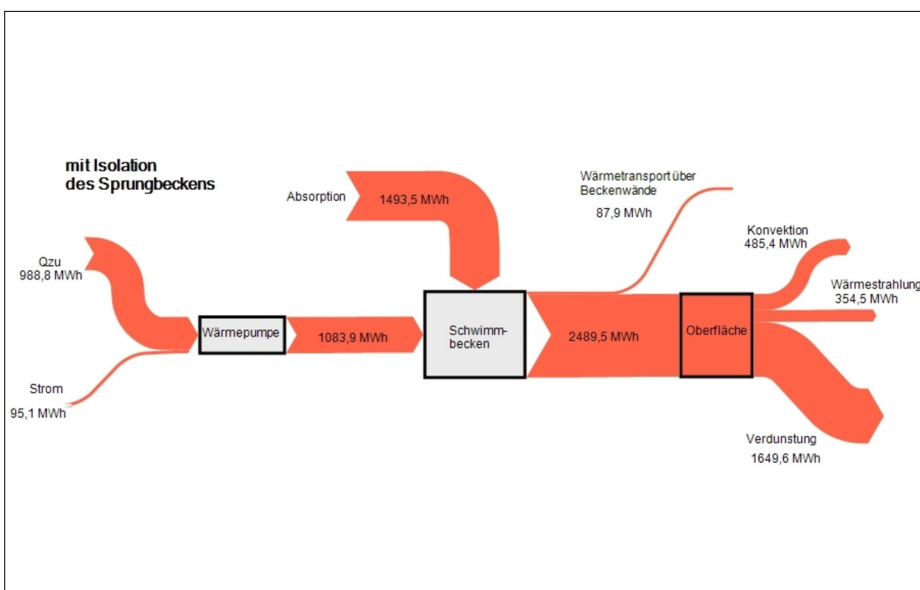 mit Isolation
des Sprungbeckens
Absorption
1493,5 MWh
Wärmetransport über
Beckenwände
87,9 MWh
Konvektion
485,4 MWh
Qzu
988,8 MWh
Wärmestrahlung
354,5 MWh
Wärmepumpe
1083,9 MWh
Schwimm-
becken
2489,5 MWh
Oberfläche
Strom
95,1 MWh
Verdunstung
1649,6 MWh